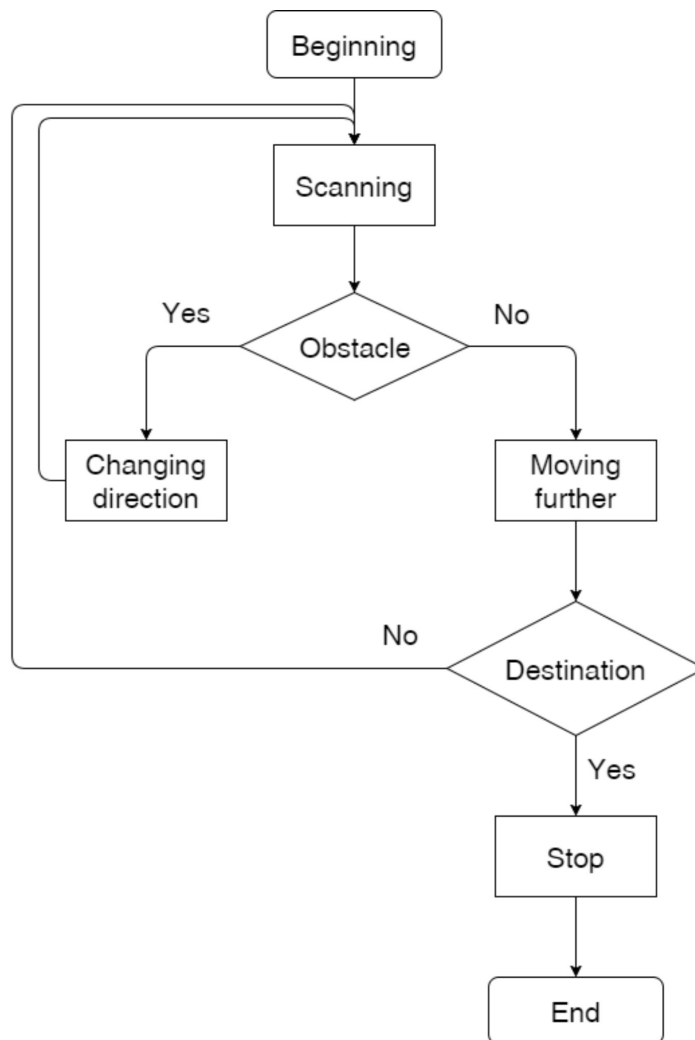 Beginning
Scanning
Yes
No
Obstacle
Changing
direction
Moving
further
No
Destination
Yes
Stop
End